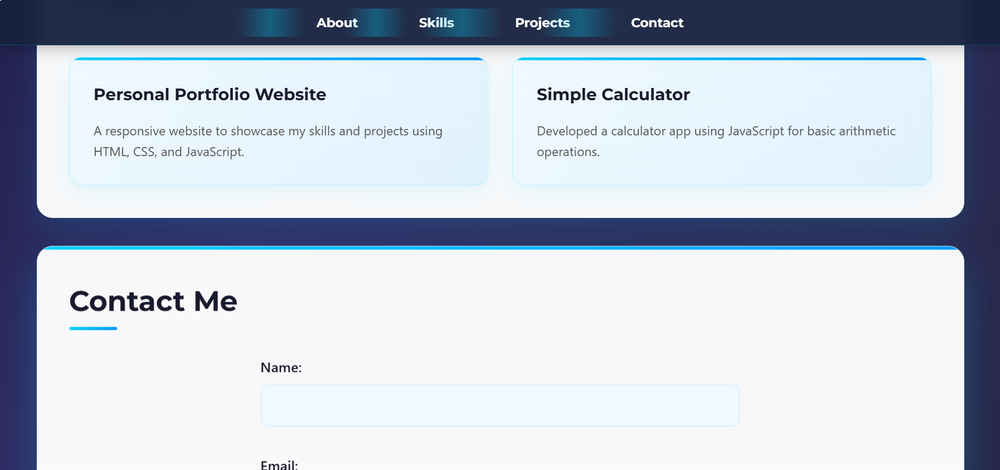 About Skills Projects Contact
Personal Portfolio Website
A responsive website to showcase my skills and projects using
HTML, CSS, and JavaScript.
Simple Calculator
Developed a calculator app using JavaScript for basic arithmetic
operations.
Contact Me
Name:
Email: